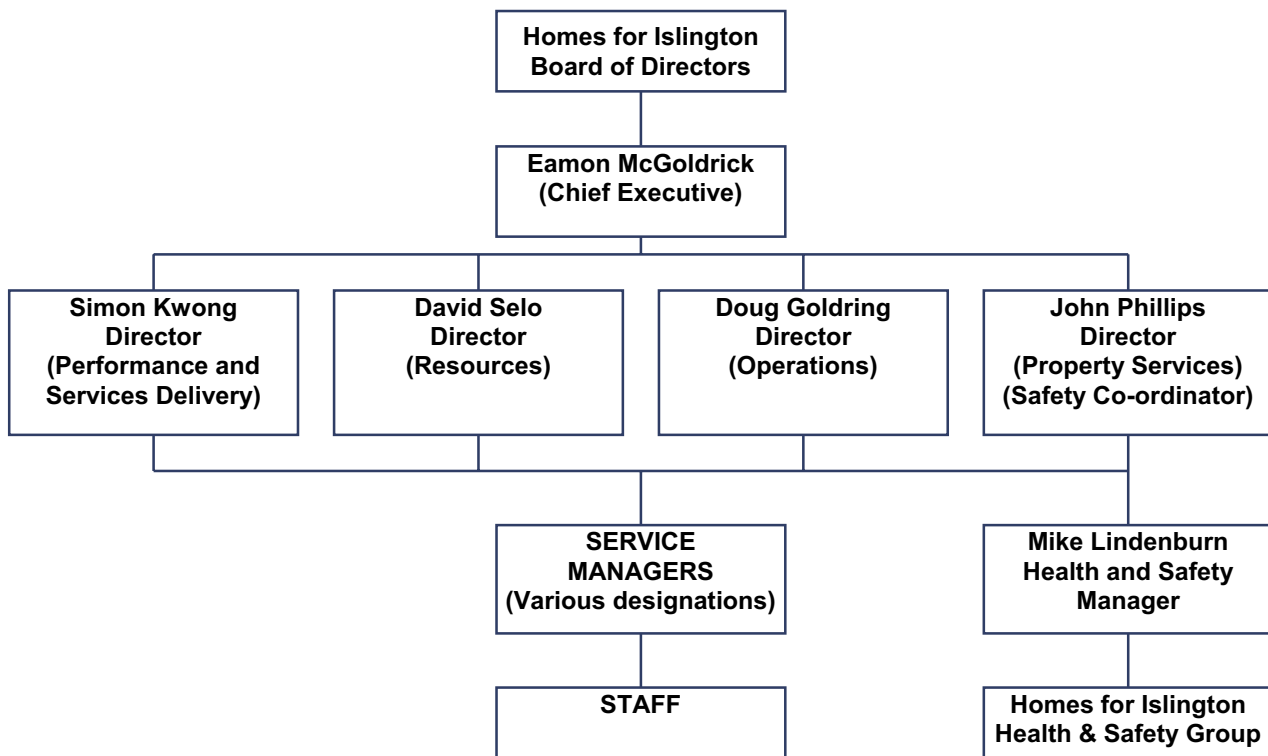 Homes for Islington
Board of Directors
Eamon McGoldrick
(Chief Executive)
Simon Kwong
Director
(Performance and
Services Delivery)
David Selo
Director
(Resources)
Doug Goldring
Director
(Operations)
John Phillips
Director
(Property Services)
(Safety Co-ordinator)
SERVICE
MANAGERS
(Various designations)
Mike Lindenburn
Health and Safety
Manager
STAFF
Homes for Islington
Health & Safety Group